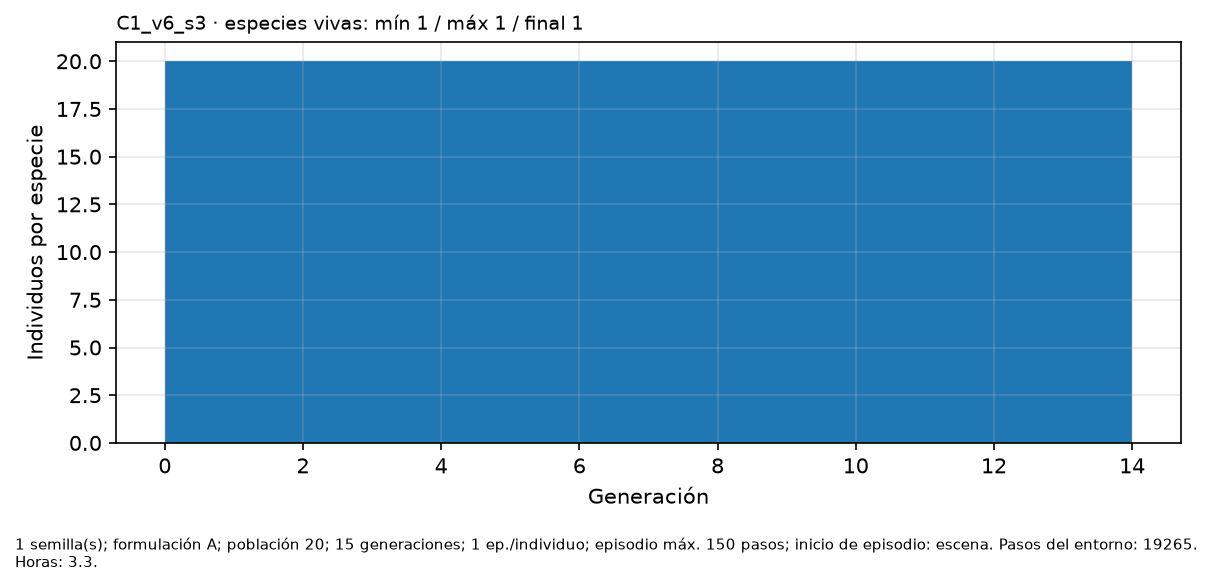 C1_v6_s3 · especies vivas: mín 1 / máx 1 / final 1
Individuos por especie
20.0
17.5
15.0
12.5
10.0
7.5
5.0
2.5
0.0
0 2 4 6 8 10 12 14
Generación
1 semilla(s); formulación A; población 20; 15 generaciones; 1 ep./individuo; episodio máx. 150 pasos; inicio de episodio: escena. Pasos del entorno: 19265.
Horas: 3.3.